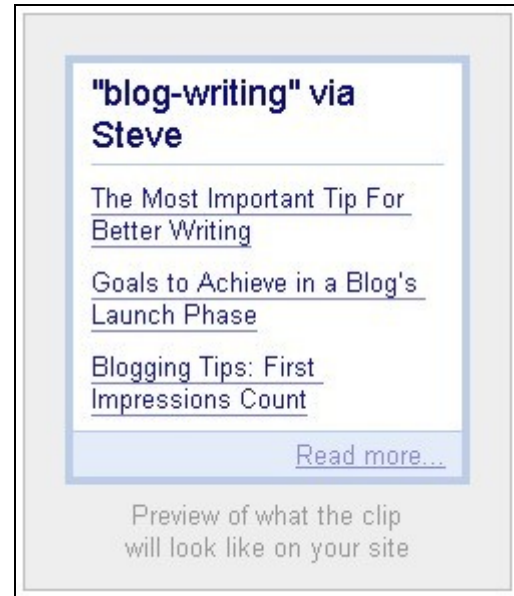 "blog-writing" via
Steve
The Most Important Tip For
Better Writing
Goals to Achieve in a Blog's
Launch Phase
Blogging Tips: First
Impressions Count
Read more...
Preview of what the clip
will look like on your site